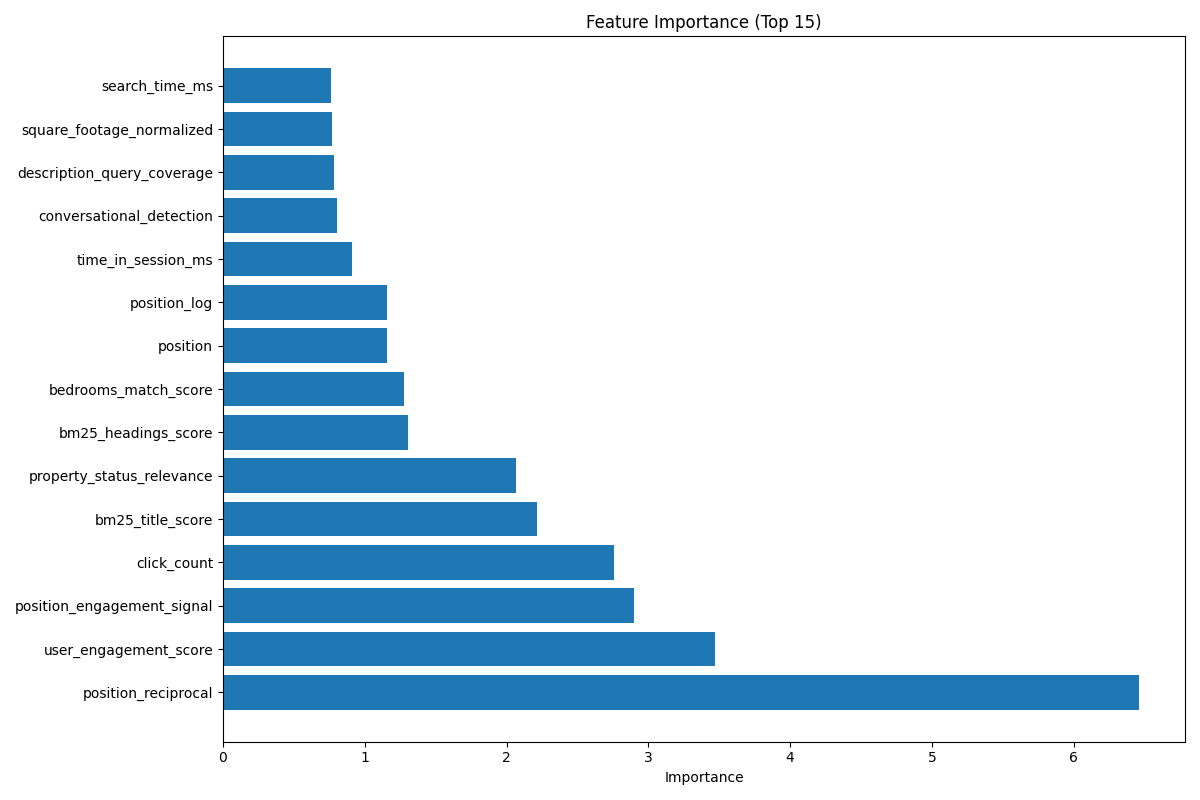 Feature Importance (Top 15)
search_time_ms
square_footage_normalized
description_query_coverage
conversational_detection
time_in_session_ms
position_log
position
bedrooms_match_score
bm25_headings_score
property_status_relevance
bm25_title_score
click_count
position_engagement_signal
user_engagement_score
position_reciprocal
0 1 2 3 4 5 6
Importance